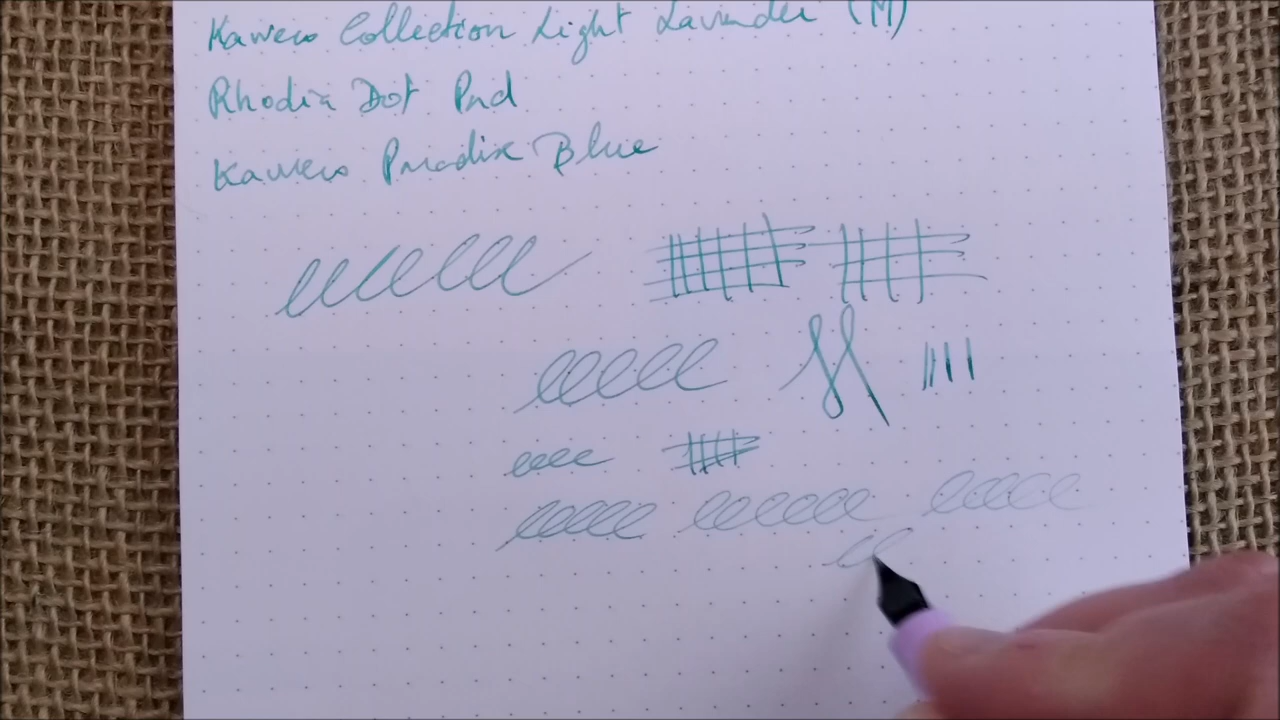 Kaweco Collection Light Lavender (M)
Rhodia Dot Pad
Kaweco Paradise Blue